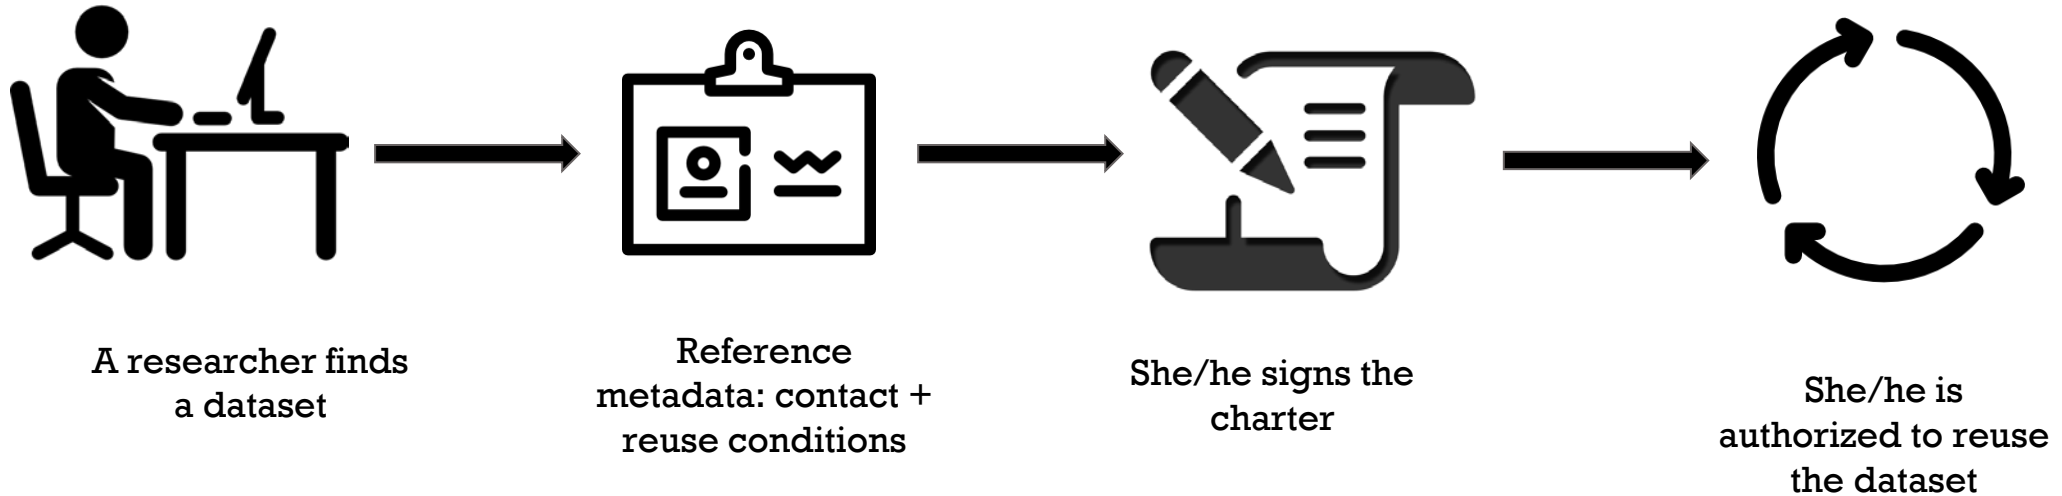 A researcher finds
a dataset
Reference
metadata: contact +
reuse conditions
She/he signs the
charter
She/he is
authorized to reuse
the dataset